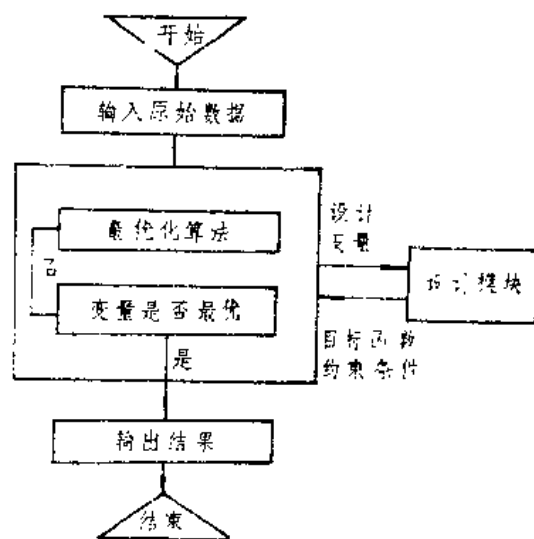 开始
输入原始数据
最优化算法
否
变量是否最优
是
设计
变量
设计模块
目标函数
约束条件
输出结果
结束